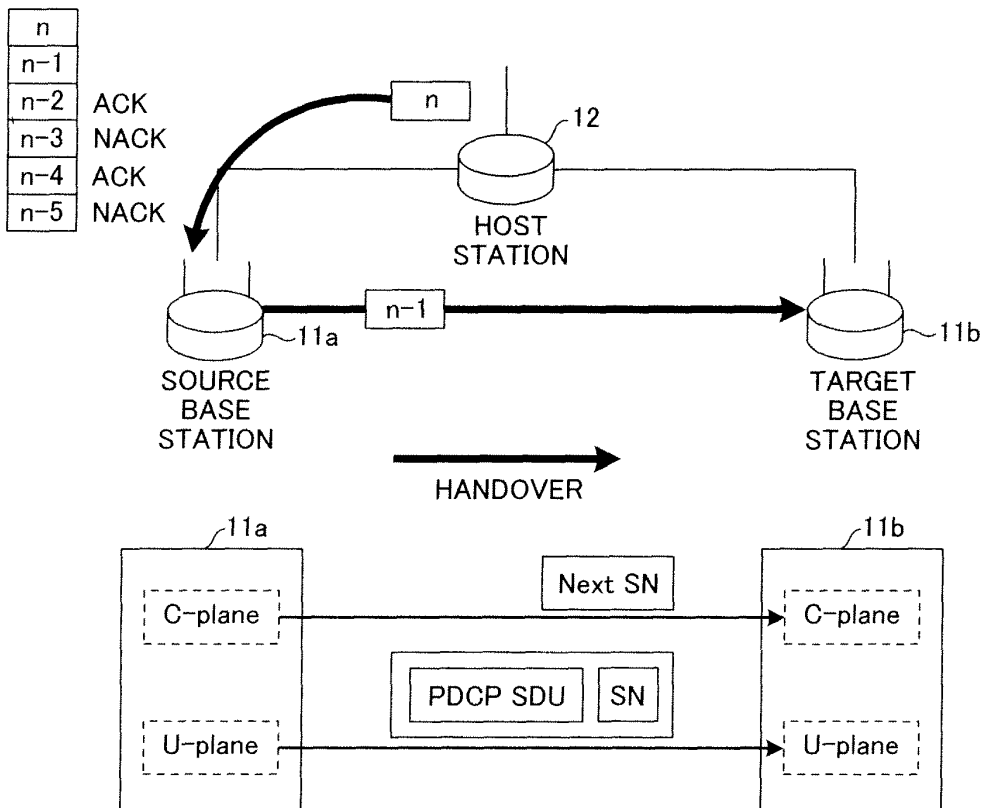 n
n-1
n-2 ACK
n-3 NACK
n-4 ACK
n-5 NACK
n
12
HOST
STATION
n-1
11a
11b
SOURCE
BASE
STATION
TARGET
BASE
STATION
HANDOVER
11a
11b
Next SN
C-plane
C-plane
PDCP SDU
SN
U-plane
U-plane